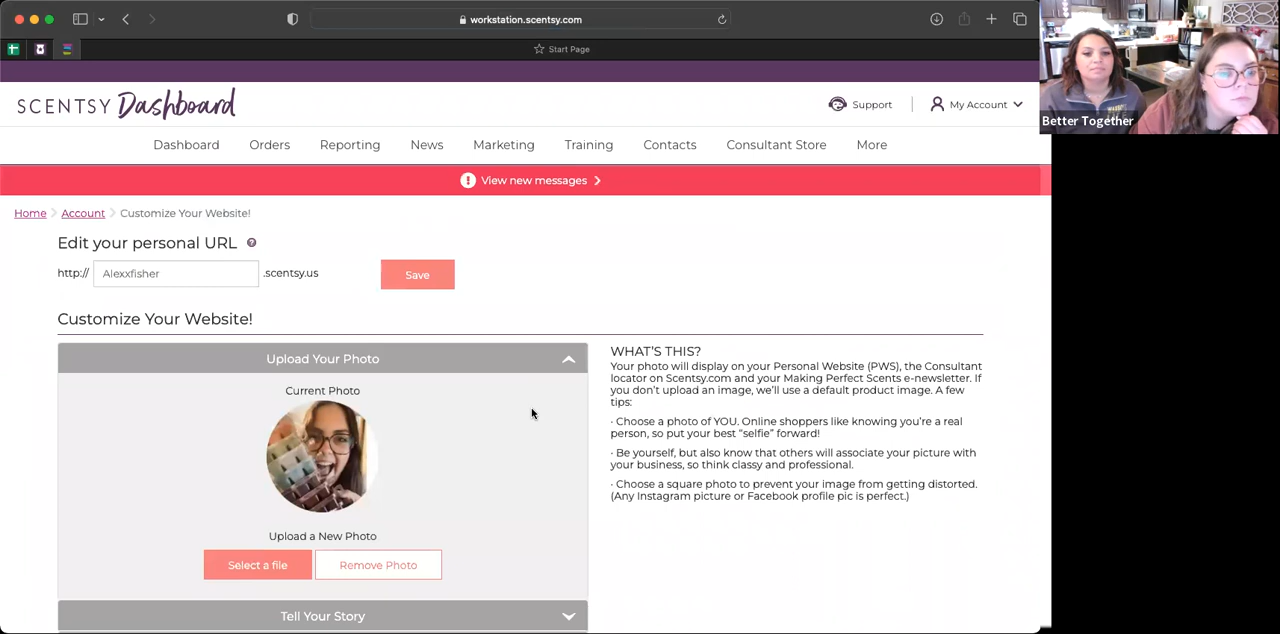 workstation.scentsy.com
Start Page
SCENTSY Dashboard
Support
My Account
Dashboard Orders Reporting News Marketing Training Contacts Consultant Store More
View new messages
Home Account Customize Your Website!
Edit your personal URL ?
http:// Alexxfisher .scentsy.us Save
Customize Your Website!
Upload Your Photo
Current Photo
Upload a New Photo
Select a file Remove Photo
Tell Your Story
WHAT'S THIS?
Your photo will display on your Personal Website (PWS), the Consultant
locator on Scentsy.com and your Making Perfect Scents e-newsletter. If
you don't upload an image, we'll use a default product image. A few
tips:
· Choose a photo of YOU. Online shoppers like knowing you're a real
person, so put your best "selfie" forward!
· Be yourself, but also know that others will associate your picture with
your business, so think classy and professional.
· Choose a square photo to prevent your image from getting distorted.
(Any Instagram picture or Facebook profile pic is perfect.)
Better Together